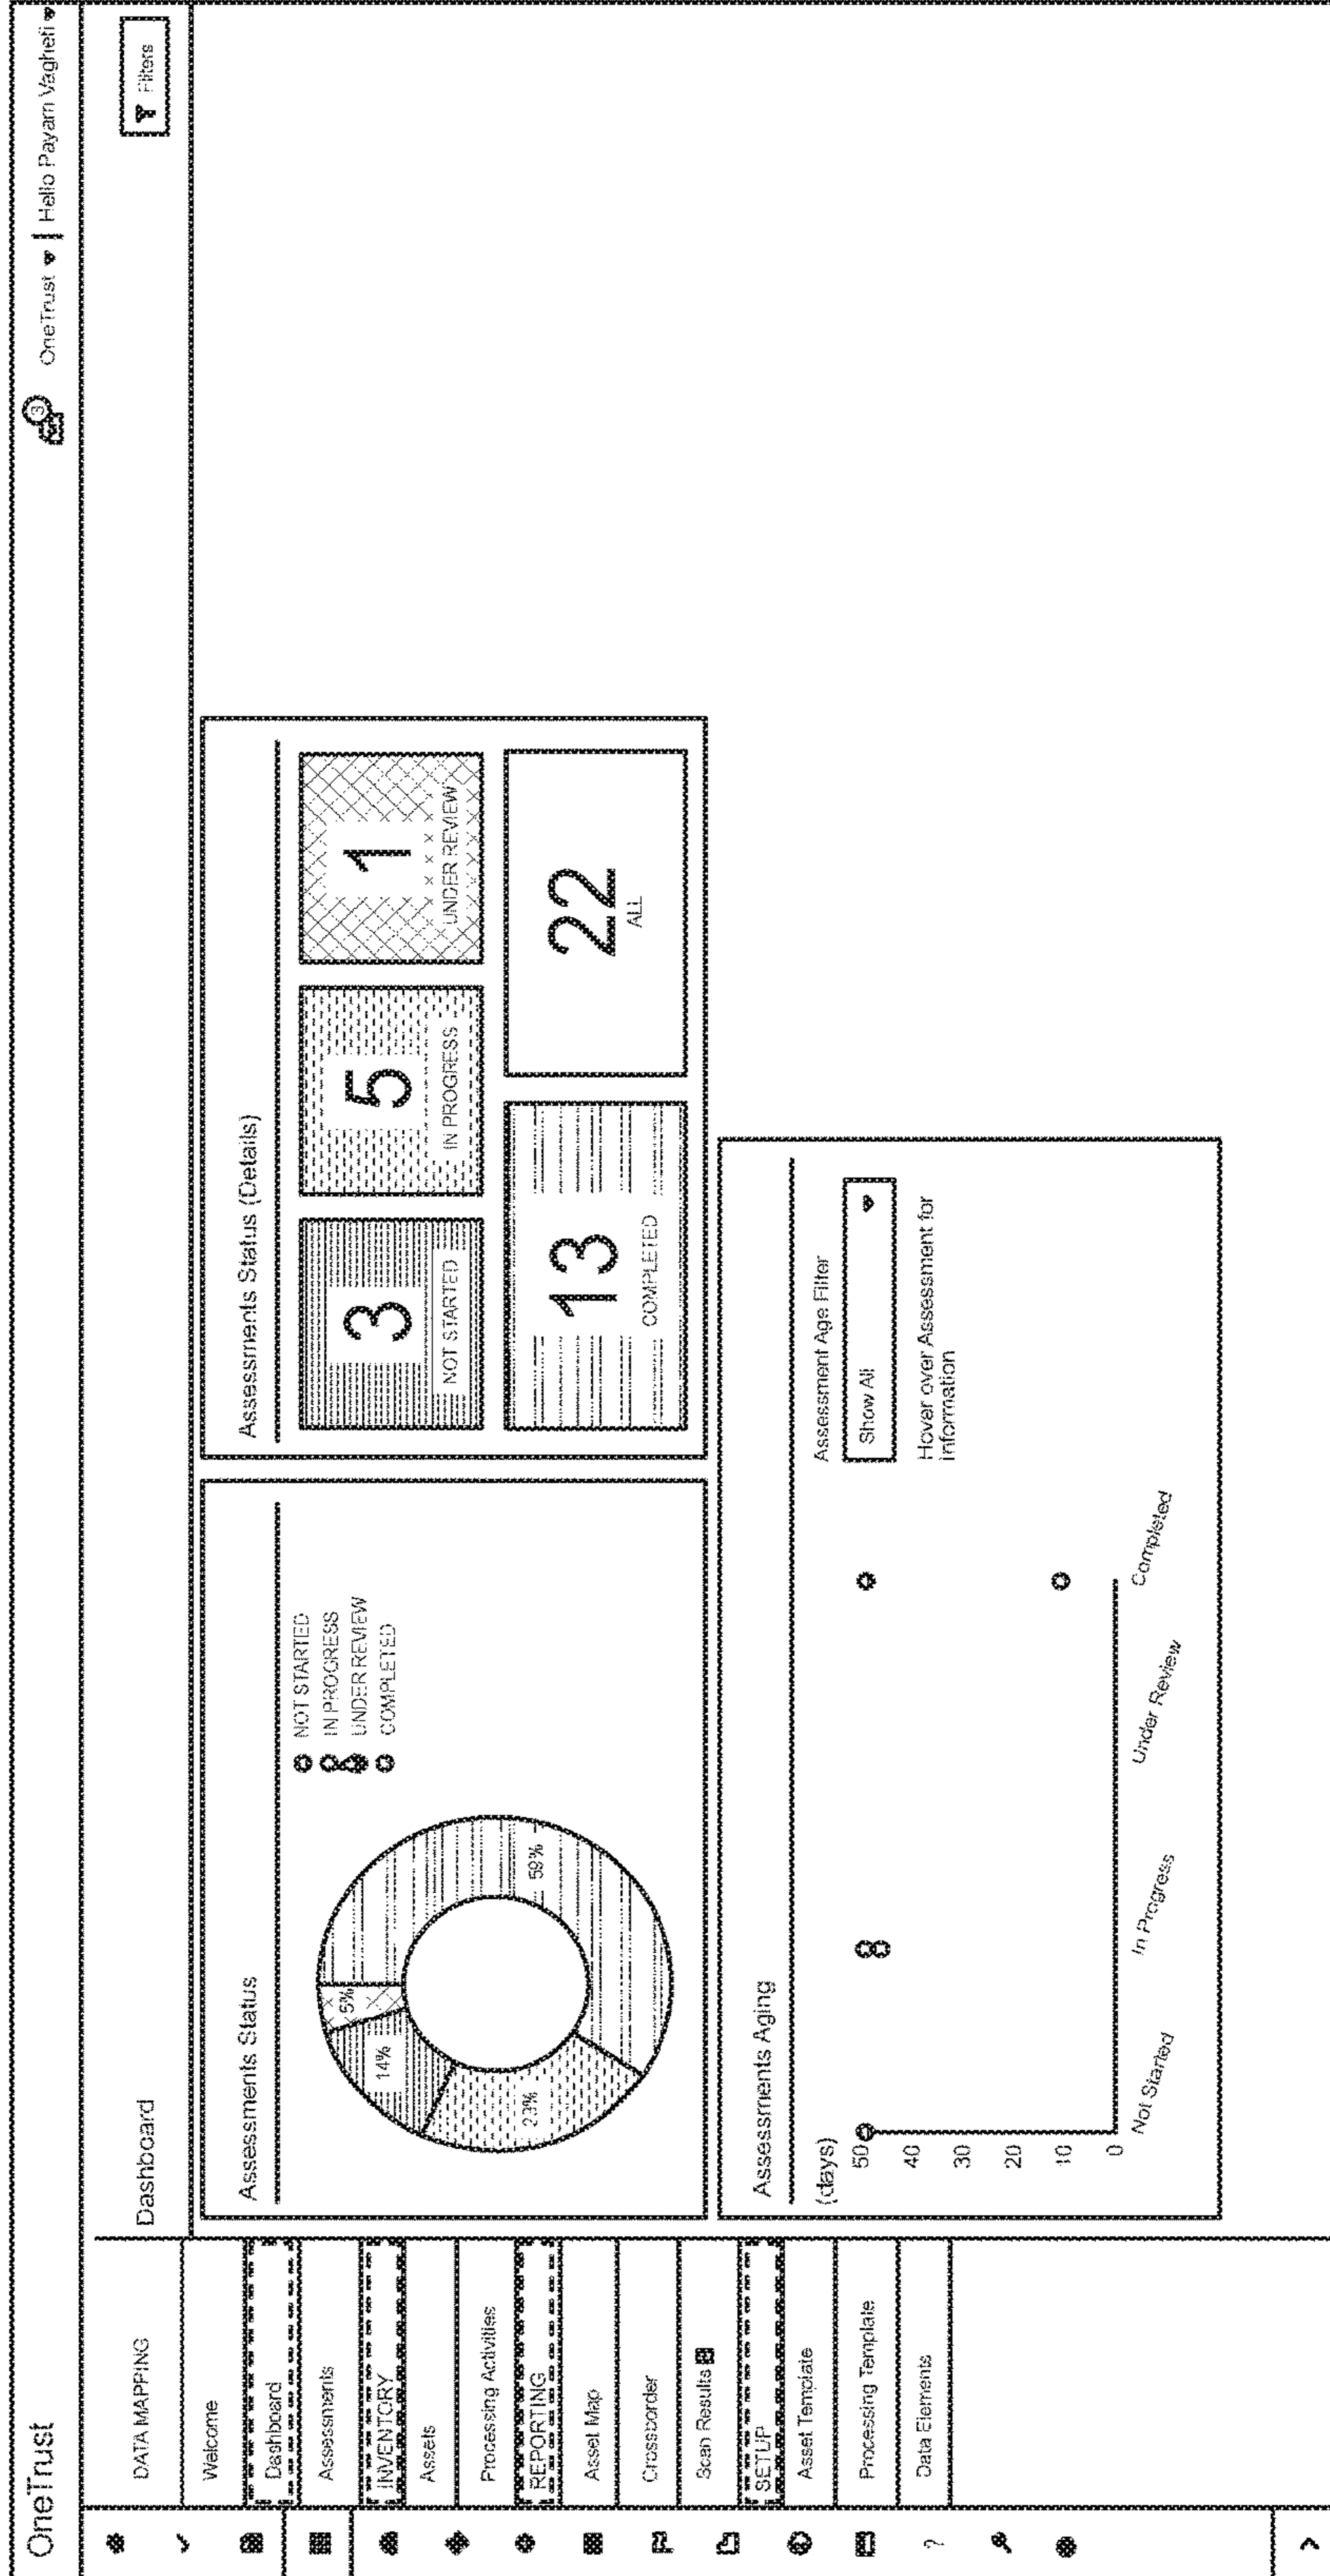 OneTrust
3
OneTrust | Hello Payam Vagheti
DATA MAPPING
Welcome
Dashboard
Assessments
INVENTORY
Assets
Processing Activities
REPORTING
Asset Map
Crossborder
Scan Results
SETUP
Asset Template
Processing Template
Data Elements
?
Dashboard
Filters
Assessments Status
NOT STARTED
IN PROGRESS
UNDER REVIEW
COMPLETED
5%
14%
23%
59%
Assessments Status (Details)
3
NOT STARTED
5
IN PROGRESS
1
UNDER REVIEW
13
COMPLETED
22
ALL
Assessments Aging
(days)
50
40
30
20
10
0
Not Started
In Progress
Under Review
Completed
Assessment Age Filter
Show All
Hover over Assessment for
information